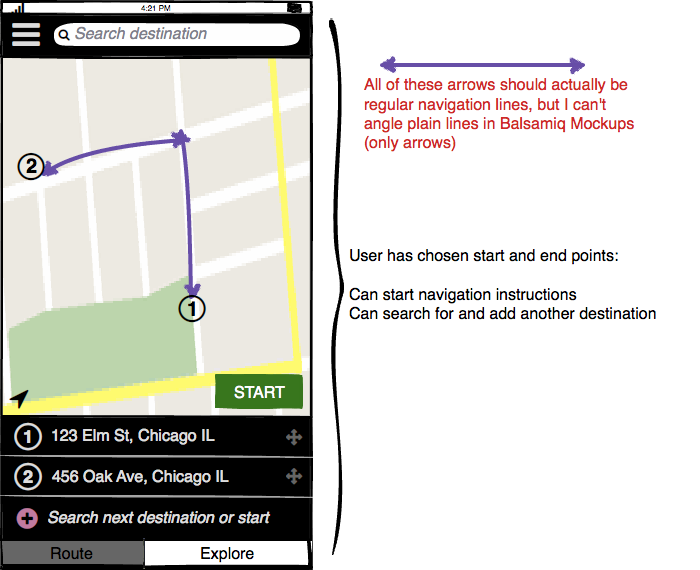 4:21 PM
Search destination
All of these arrows should actually be
regular navigation lines, but I can't
angle plain lines in Balsamiq Mockups
(only arrows)
2
1
User has chosen start and end points:
Can start navigation instructions
Can search for and add another destination
START
1 123 Elm St, Chicago IL
2 456 Oak Ave, Chicago IL
Search next destination or start
Route Explore